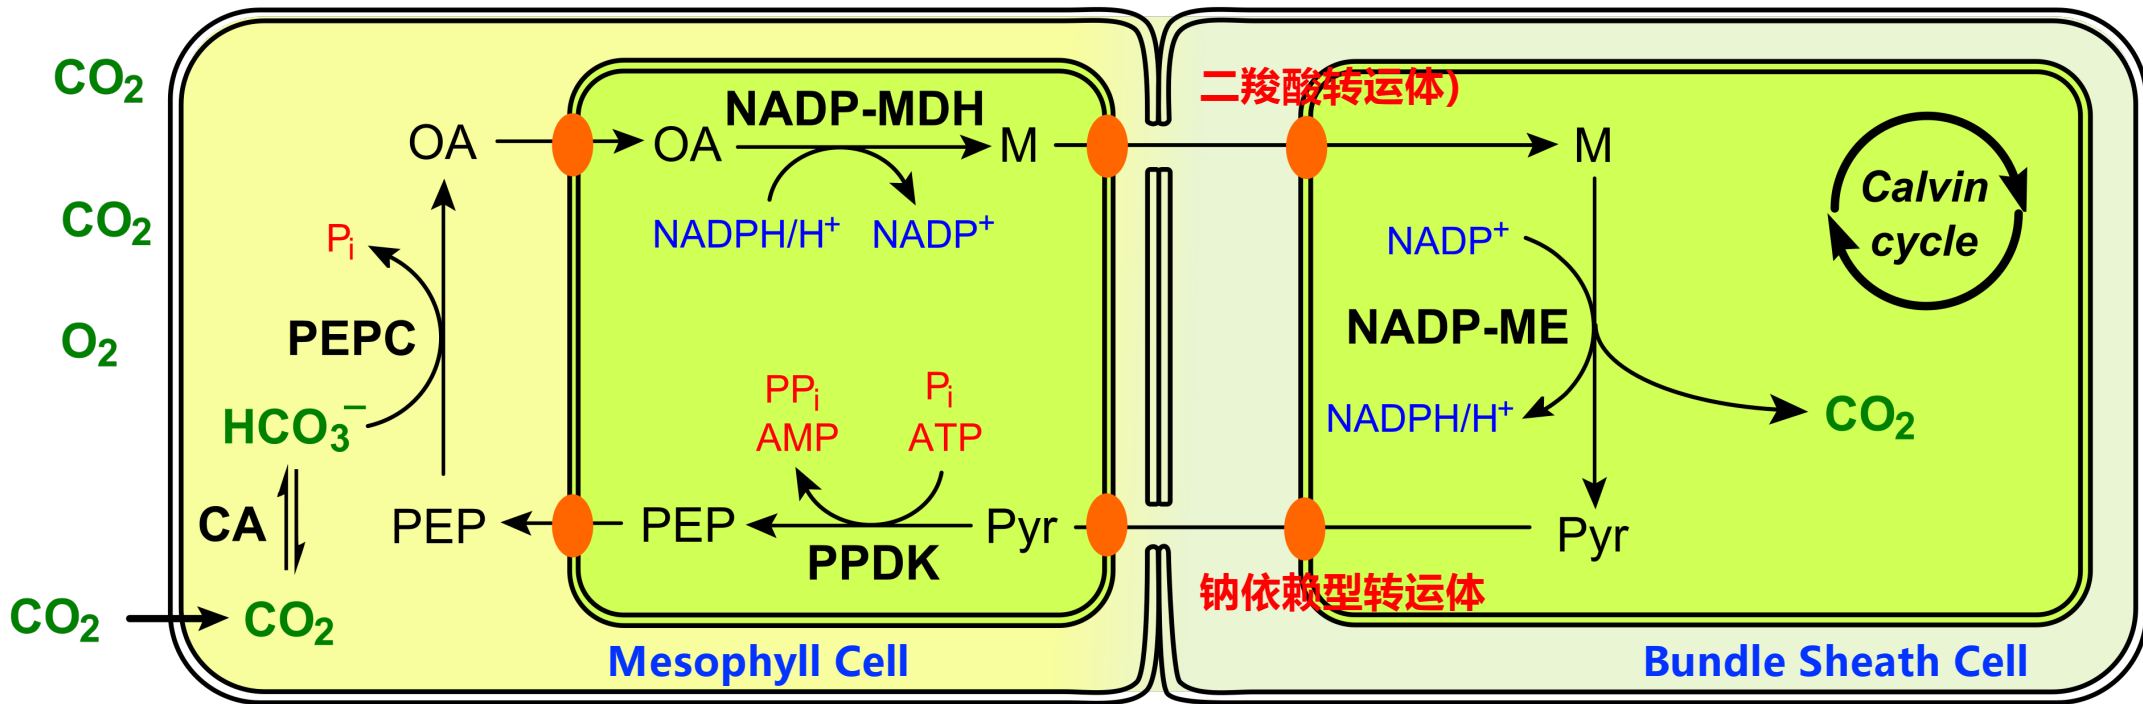 CO₂
CO₂
O₂
CO₂
CO₂
CA
HCO₃⁻
PEPC
Pᵢ
OA
PEP
OA
NADP-MDH
M
NADPH/H⁺
NADP⁺
PPᵢ
AMP
Pᵢ
ATP
PEP
PPDK
Pyr
Mesophyll Cell
二羧酸转运体)
M
NADP⁺
NADP-ME
NADPH/H⁺
CO₂
Pyr
Calvin
cycle
钠依赖型转运体
Bundle Sheath Cell